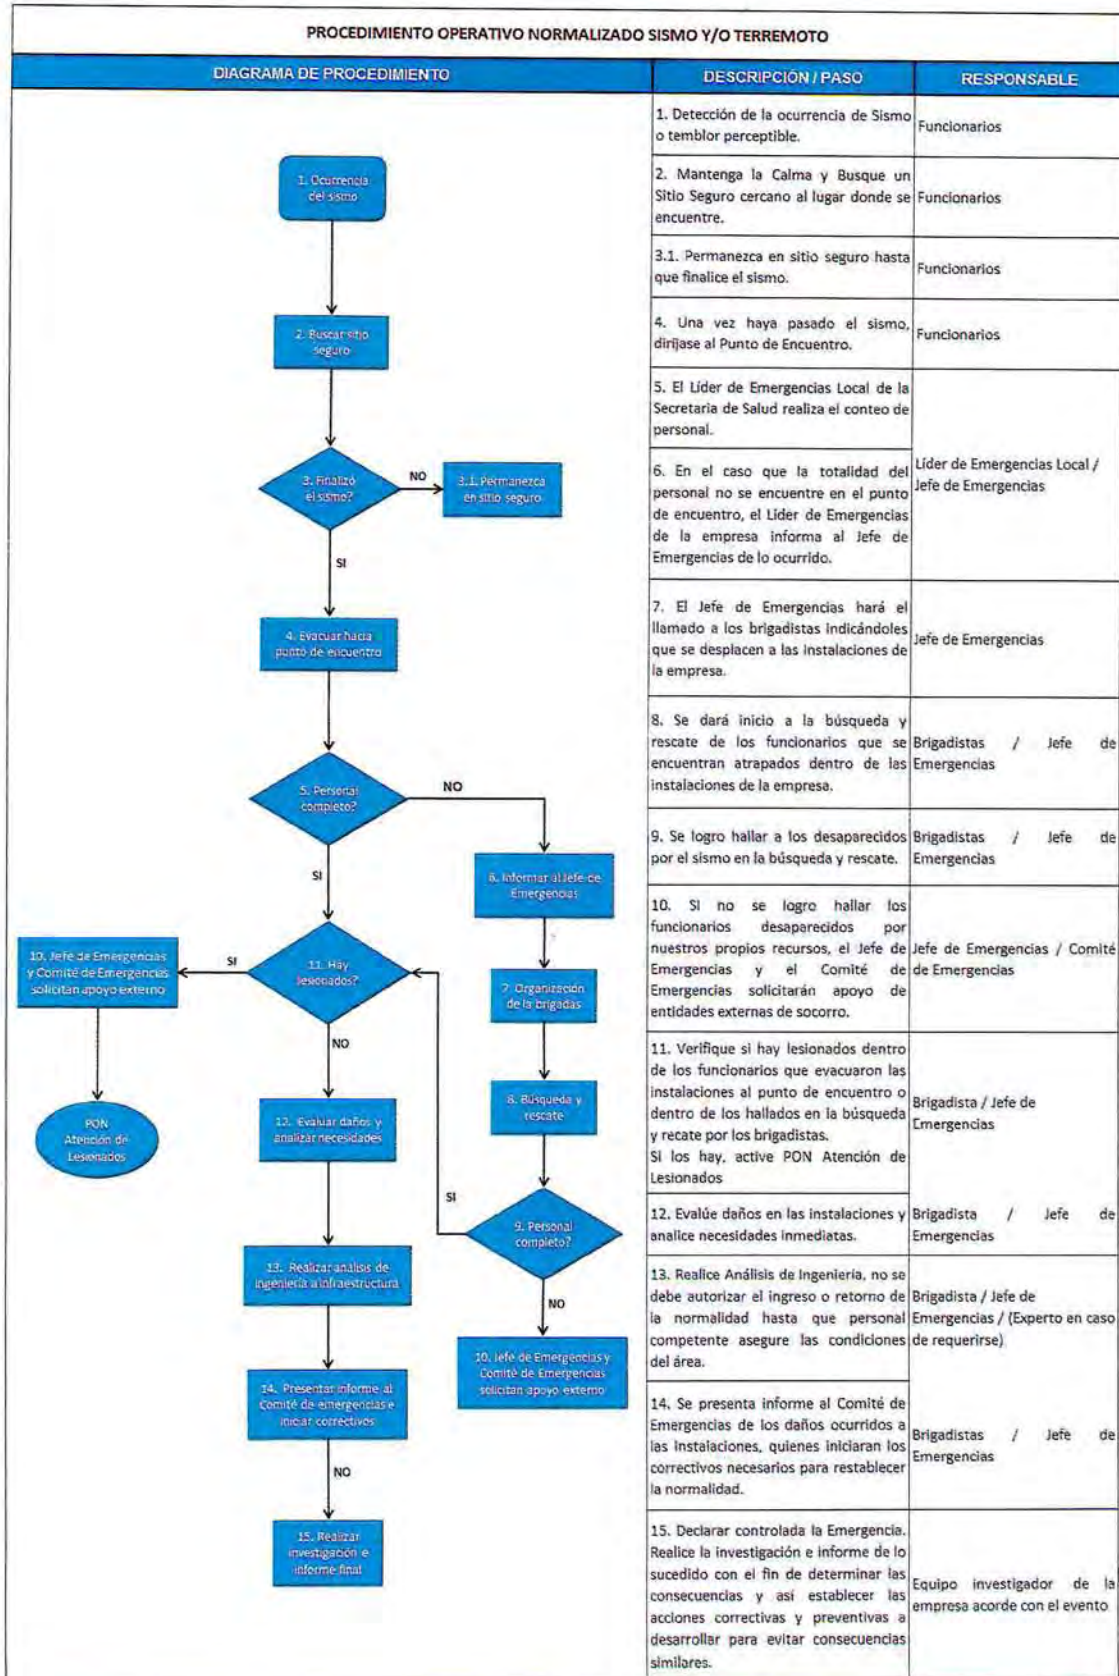 PROCEDIMIENTO OPERATIVO NORMALIZADO SISMO Y/O TERREMOTO
DIAGRAMA DE PROCEDIMIENTO
DESCRIPCIÓN / PASO
RESPONSABLE
1. Ocurrencia
del sismo
2. Buscar sitio
seguro
3. Finalizó
el sismo?
NO
3.1. Permanezca
en sitio seguro
SI
4. Evacuar hacia
punto de encuentro
5. Personal
completo?
NO
SI
6. Informar al Jefe de
Emergencias
7. Organización
de la brigadas
8. Búsqueda y
rescate
9. Personal
completo?
SI
NO
10. Jefe de Emergencias y
Comité de Emergencias
solicitan apoyo externo
11. Hay
lesionados?
SI
10. Jefe de Emergencias
y Comité de Emergencias
solicitan apoyo externo
PON
Atención de
Lesionados
NO
12. Evaluar daños y
analizar necesidades
13. Realizar análisis de
ingeniería a infraestructura
14. Presentar informe al
Comité de emergencias e
iniciar correctivos
NO
15. Realizar
investigación e
informe final
1. Detección de la ocurrencia de Sismo
o temblor perceptible.
Funcionarios
2. Mantenga la Calma y Busque un
Sitio Seguro cercano al lugar donde se
encuentre.
Funcionarios
3.1. Permanezca en sitio seguro hasta
que finalice el sismo.
Funcionarios
4. Una vez haya pasado el sismo,
diríjase al Punto de Encuentro.
Funcionarios
5. El Líder de Emergencias Local de la
Secretaria de Salud realiza el conteo de
personal.
6. En el caso que la totalidad del
personal no se encuentre en el punto
de encuentro, el Líder de Emergencias
de la empresa informa al Jefe de
Emergencias de lo ocurrido.
Líder de Emergencias Local /
Jefe de Emergencias
7. El Jefe de Emergencias hará el
llamado a los brigadistas indicándoles
que se desplacen a las instalaciones de
la empresa.
Jefe de Emergencias
8. Se dará inicio a la búsqueda y
rescate de los funcionarios que se
encuentran atrapados dentro de las
instalaciones de la empresa.
Brigadistas / Jefe de
Emergencias
9. Se logro hallar a los desaparecidos
por el sismo en la búsqueda y rescate.
Brigadistas / Jefe de
Emergencias
10. Si no se logro hallar los
funcionarios desaparecidos por
nuestros propios recursos, el Jefe de
Emergencias y el Comité de
Emergencias solicitarán apoyo de
entidades externas de socorro.
Jefe de Emergencias / Comité
de Emergencias
11. Verifique si hay lesionados dentro
de los funcionarios que evacuaron las
instalaciones al punto de encuentro o
dentro de los hallados en la búsqueda
y recate por los brigadistas.
Si los hay, active PON Atención de
Lesionados
Brigadista / Jefe de
Emergencias
12. Evalúe daños en las instalaciones y
analice necesidades inmediatas.
Brigadista / Jefe de
Emergencias
13. Realice Análisis de Ingeniería, no se
debe autorizar el ingreso o retorno de
la normalidad hasta que personal
competente asegure las condiciones
del área.
Brigadista / Jefe de
Emergencias / (Experto en caso
de requerirse)
14. Se presenta informe al Comité de
Emergencias de los daños ocurridos a
las instalaciones, quienes iniciaran los
correctivos necesarios para restablecer
la normalidad.
Brigadistas / Jefe de
Emergencias
15. Declarar controlada la Emergencia.
Realice la investigación e informe de lo
sucedido con el fin de determinar las
consecuencias y así establecer las
acciones correctivas y preventivas a
desarrollar para evitar consecuencias
similares.
Equipo investigador de la
empresa acorde con el evento